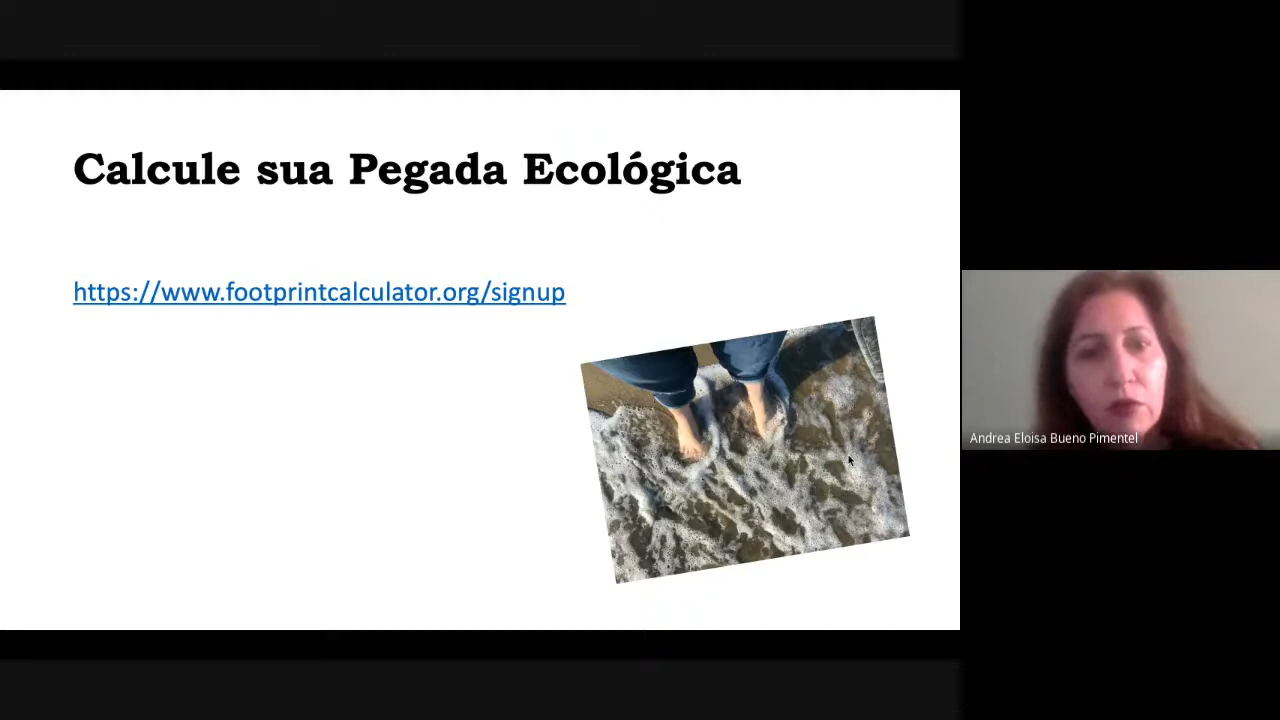 Calcule sua Pegada Ecológica
https://www.footprintcalculator.org/signup
Andrea Eloisa Bueno Pimentel